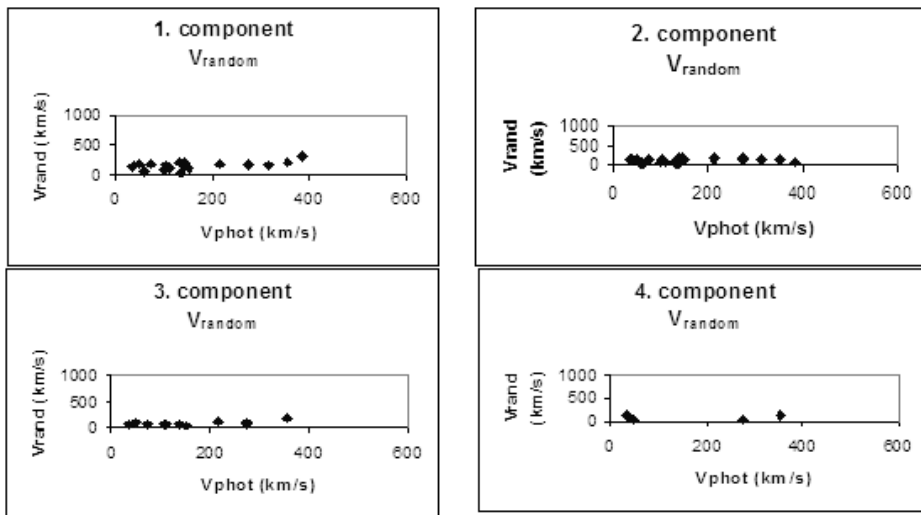 1. component
Vrandom
Vrand (km/s)
1000
500
0
0 200 400 600
Vphot (km/s)
2. component
Vrandom
Vrand
(km/s)
1000
500
0
0 200 400 600
Vphot (km/s)
3. component
Vrandom
Vrand (km/s)
1000
500
0
0 200 400 600
Vphot (km/s)
4. component
Vrandom
Vrand
(km/s)
1000
500
0
0 200 400 600
Vphot (km/s)